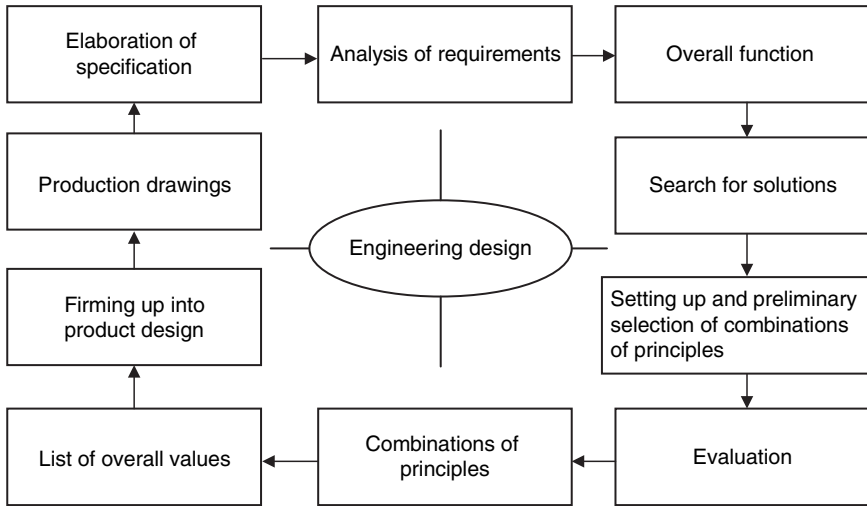 Elaboration of
specification
Analysis of requirements
Overall function
Production drawings
Search for solutions
Engineering design
Firming up into
product design
Setting up and preliminary
selection of combinations
of principles
List of overall values
Combinations of
principles
Evaluation